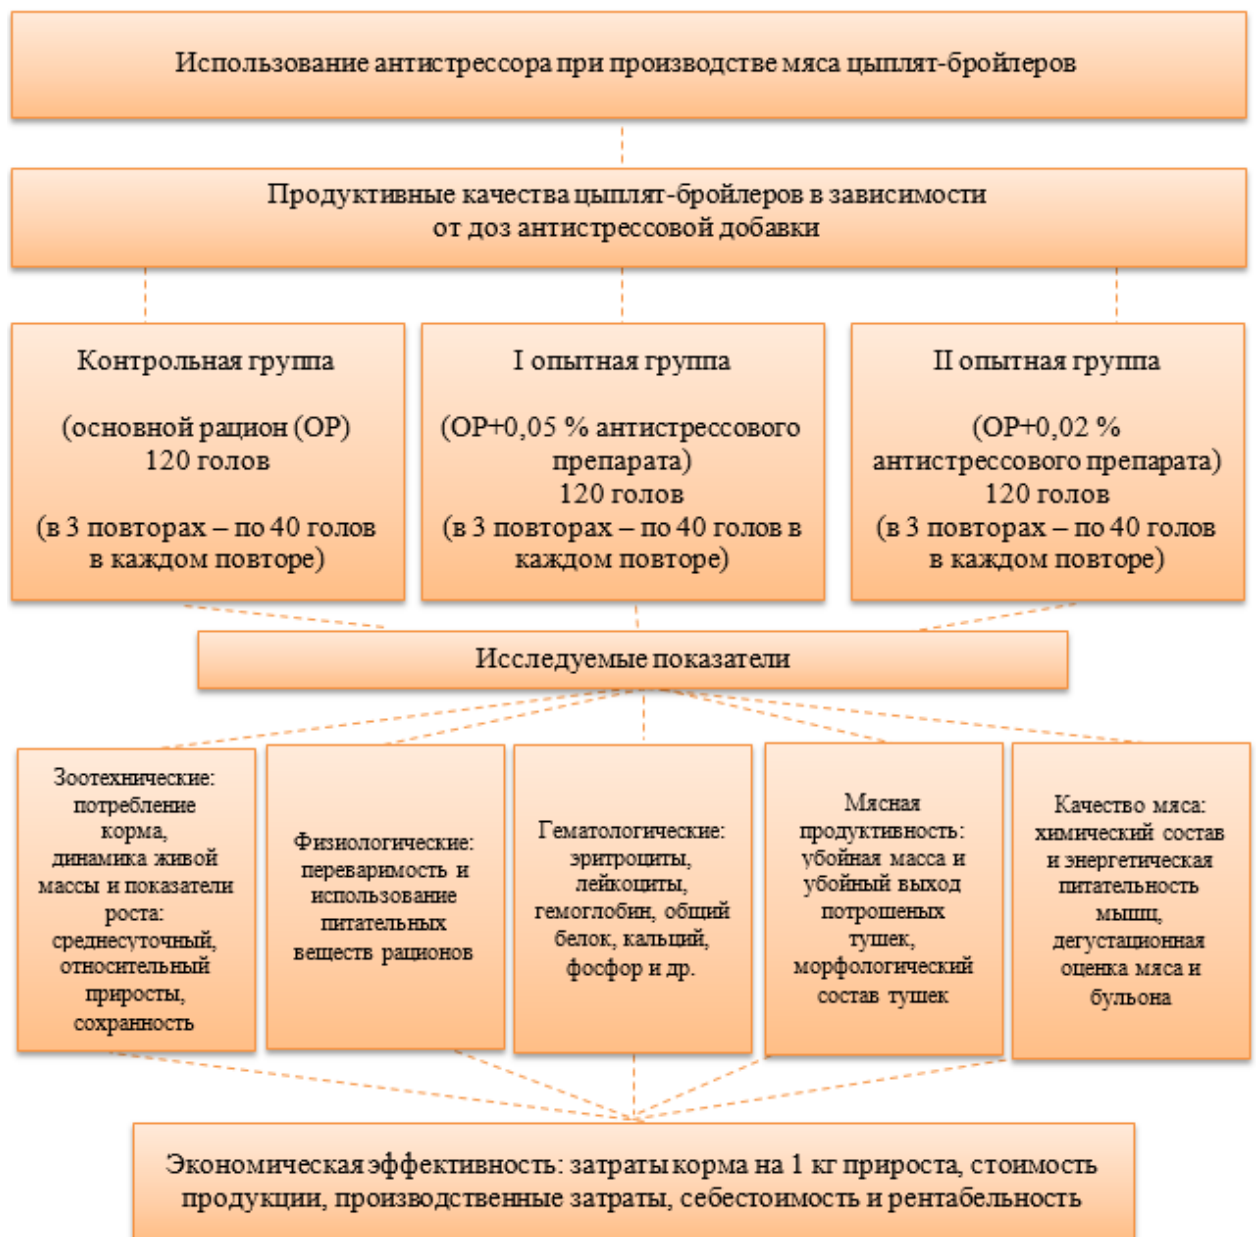 Использование антистрессора при производстве мяса цыплят-бройлеров
Продуктивные качества цыплят-бройлеров в зависимости
от доз антистрессовой добавки
Контрольная группа
(основной рацион (ОР)
120 голов
(в 3 повторах – по 40 голов
в каждом повторе)
I опытная группа
(ОР+0,05 % антистрессового
препарата)
120 голов
(в 3 повторах – по 40 голов в
каждом повторе)
II опытная группа
(ОР+0,02 %
антистрессового препарата)
120 голов
(в 3 повторах – по 40 голов
в каждом повторе)
Исследуемые показатели
Зоотехнические:
потребление
корма,
динамика живой
массы и показатели
роста:
среднесуточный,
относительный
приросты,
сохранность
Физиологические:
переваримость и
использование
питательных
веществ рационов
Гематологические:
эритроциты,
лейкоциты,
гемоглобин, общий
белок, кальций,
фосфор и др.
Мясная
продуктивность:
убойная масса и
убойный выход
потрошеных
тушек,
морфологический
состав тушек
Качество мяса:
химический состав
и энергетическая
питательность
мышц,
дегустационная
оценка мяса и
бульона
Экономическая эффективность: затраты корма на 1 кг прироста, стоимость
продукции, производственные затраты, себестоимость и рентабельность